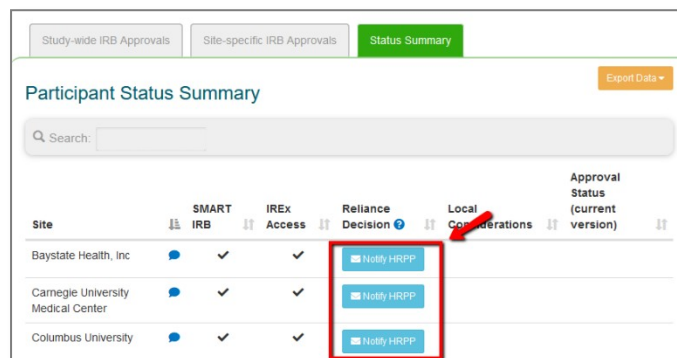 Study-wide IRB Approvals
Site-specific IRB Approvals
Status Summary
Participant Status Summary
Export Data
Search:
Site
SMART IRB
IREx Access
Reliance Decision
Local Considerations
Approval Status (current version)
Baystate Health, Inc
Notify HRPP
Carnegie University Medical Center
Notify HRPP
Columbus University
Notify HRPP